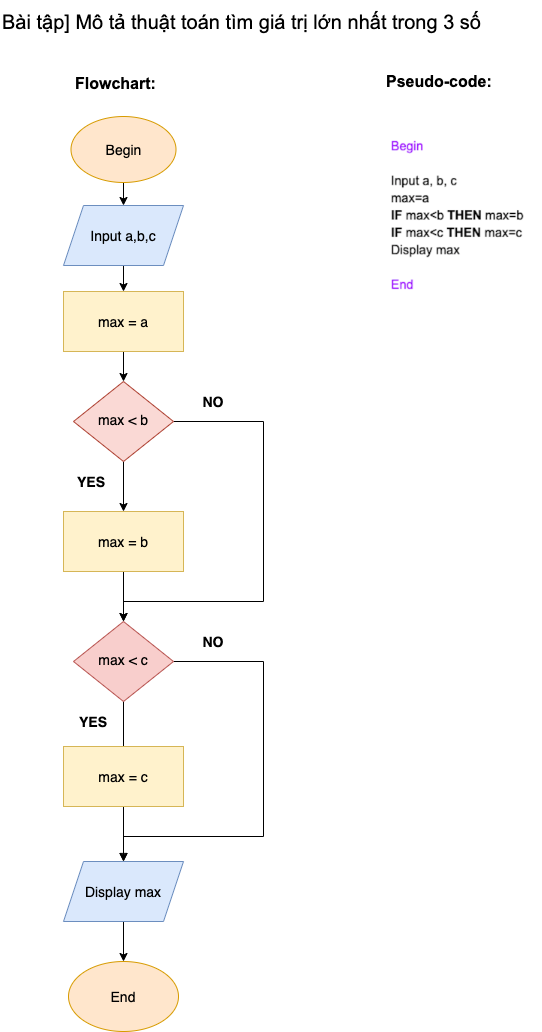 Bài tập] Mô tả thuật toán tìm giá trị lớn nhất trong 3 số
Flowchart:
Begin
Input a,b,c
max = a
max < b
NO
YES
max = b
max < c
NO
YES
max = c
Display max
End
Pseudo-code:
Begin
Input a, b, c
max=a
IF max<b THEN max=b
IF max<c THEN max=c
Display max
End